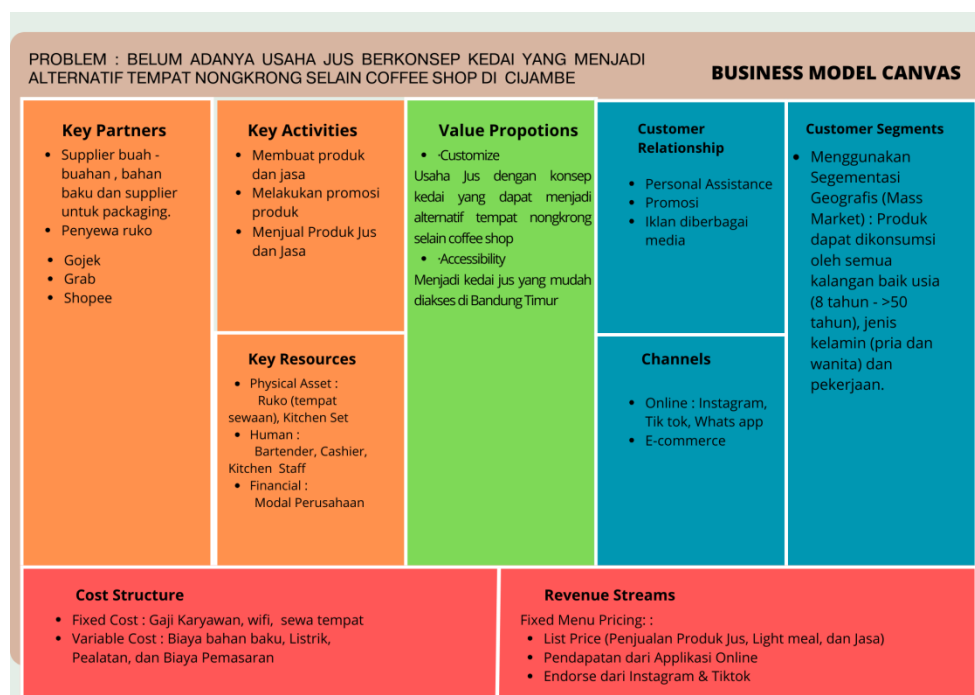 PROBLEM : BELUM ADANYA USAHA JUS BERKONSEP KEDAI YANG MENJADI
ALTERNATIF TEMPAT NONGKRONG SELAIN COFFEE SHOP DI CIJAMBE
BUSINESS MODEL CANVAS
Key Partners
• Supplier buah -
buahan , bahan
baku dan supplier
untuk packaging.
• Penyewa ruko
• Gojek
• Grab
• Shopee
Key Activities
• Membuat produk
dan jasa
• Melakukan promosi
produk
• Menjual Produk Jus
dan Jasa
Key Resources
• Physical Asset :
Ruko (tempat
sewaan), Kitchen Set
• Human :
Bartender, Cashier,
Kitchen Staff
• Financial :
Modal Perusahaan
Value Propotions
• ·Customize
Usaha Jus dengan konsep
kedai yang dapat menjadi
alternatif tempat nongkrong
selain coffee shop
• ·Accessibility
Menjadi kedai jus yang mudah
diakses di Bandung Timur
Customer
Relationship
• Personal Assistance
• Promosi
• Iklan diberbagai
media
Channels
• Online : Instagram,
Tik tok, Whats app
• E-commerce
Customer Segments
• Menggunakan
Segementasi
Geografis (Mass
Market) : Produk
dapat dikonsumsi
oleh semua
kalangan baik usia
(8 tahun - >50
tahun), jenis
kelamin (pria dan
wanita) dan
pekerjaan.
Cost Structure
• Fixed Cost : Gaji Karyawan, wifi, sewa tempat
• Variable Cost : Biaya bahan baku, Listrik,
Pealatan, dan Biaya Pemasaran
Revenue Streams
Fixed Menu Pricing: :
• List Price (Penjualan Produk Jus, Light meal, dan Jasa)
• Pendapatan dari Applikasi Online
• Endorse dari Instagram & Tiktok